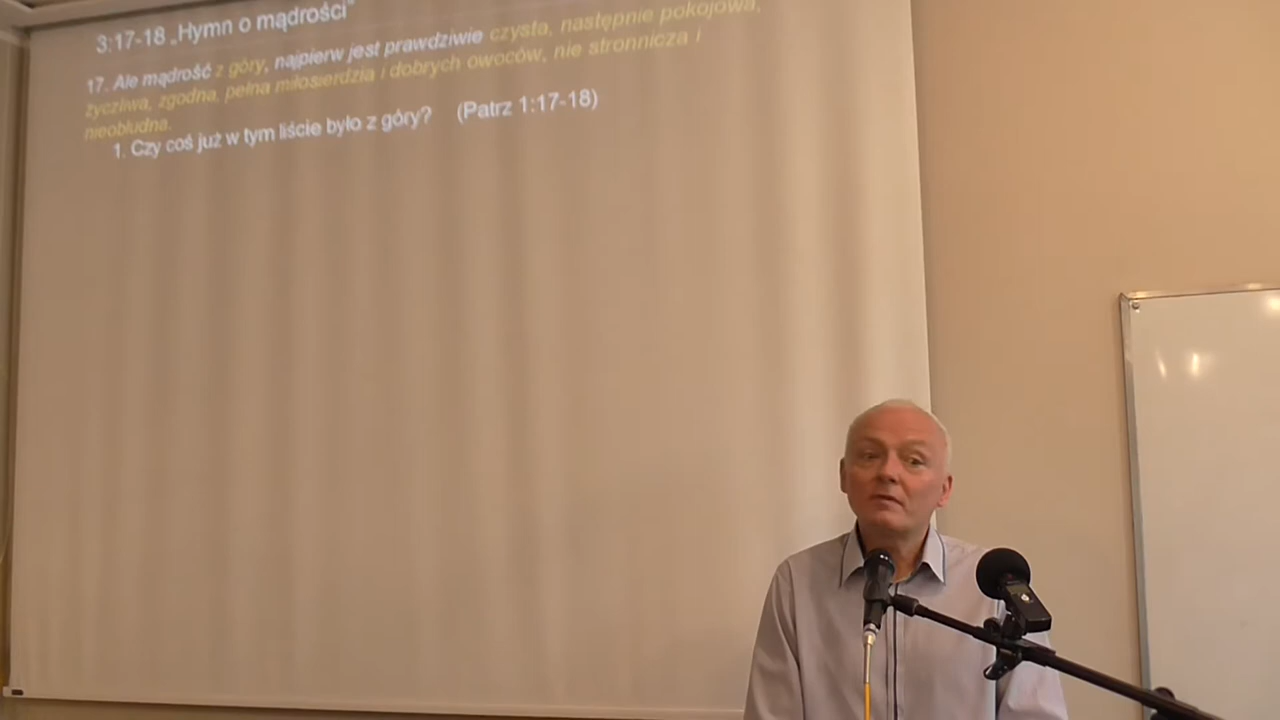 3:17-18 „Hymn o mądrości"
17. Ale mądrość z góry, najpierw jest prawdziwie czysta, następnie pokojowa,
życzliwa, zgodna, pełna miłosierdzia i dobrych owoców, nie stronnicza i
nieobłudna.
1. Czy coś już w tym liście było z góry? (Patrz 1:17-18)